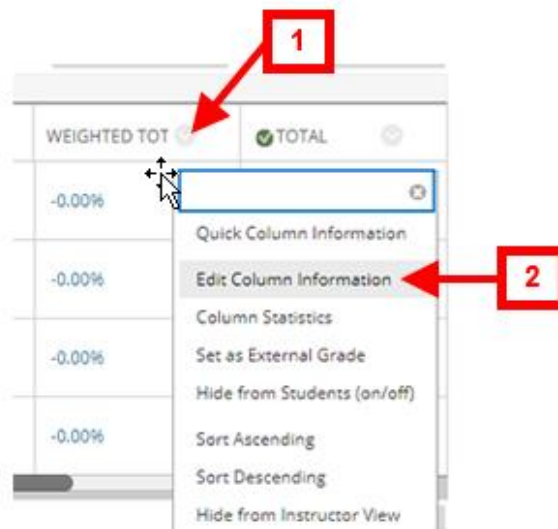 1
WEIGHTED TOT
TOTAL
-0.00%
Quick Column Information
-0.00%
Edit Column Information
2
Column Statistics
-0.00%
Set as External Grade
Hide from Students (on/off)
-0.00%
Sort Ascending
Sort Descending
Hide from Instructor View